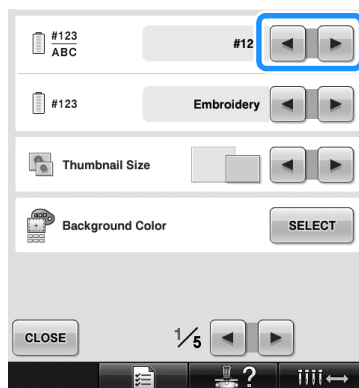 #123
ABC
#12
#123
Embroidery
Thumbnail Size
Background Color
SELECT
CLOSE
1/5
?